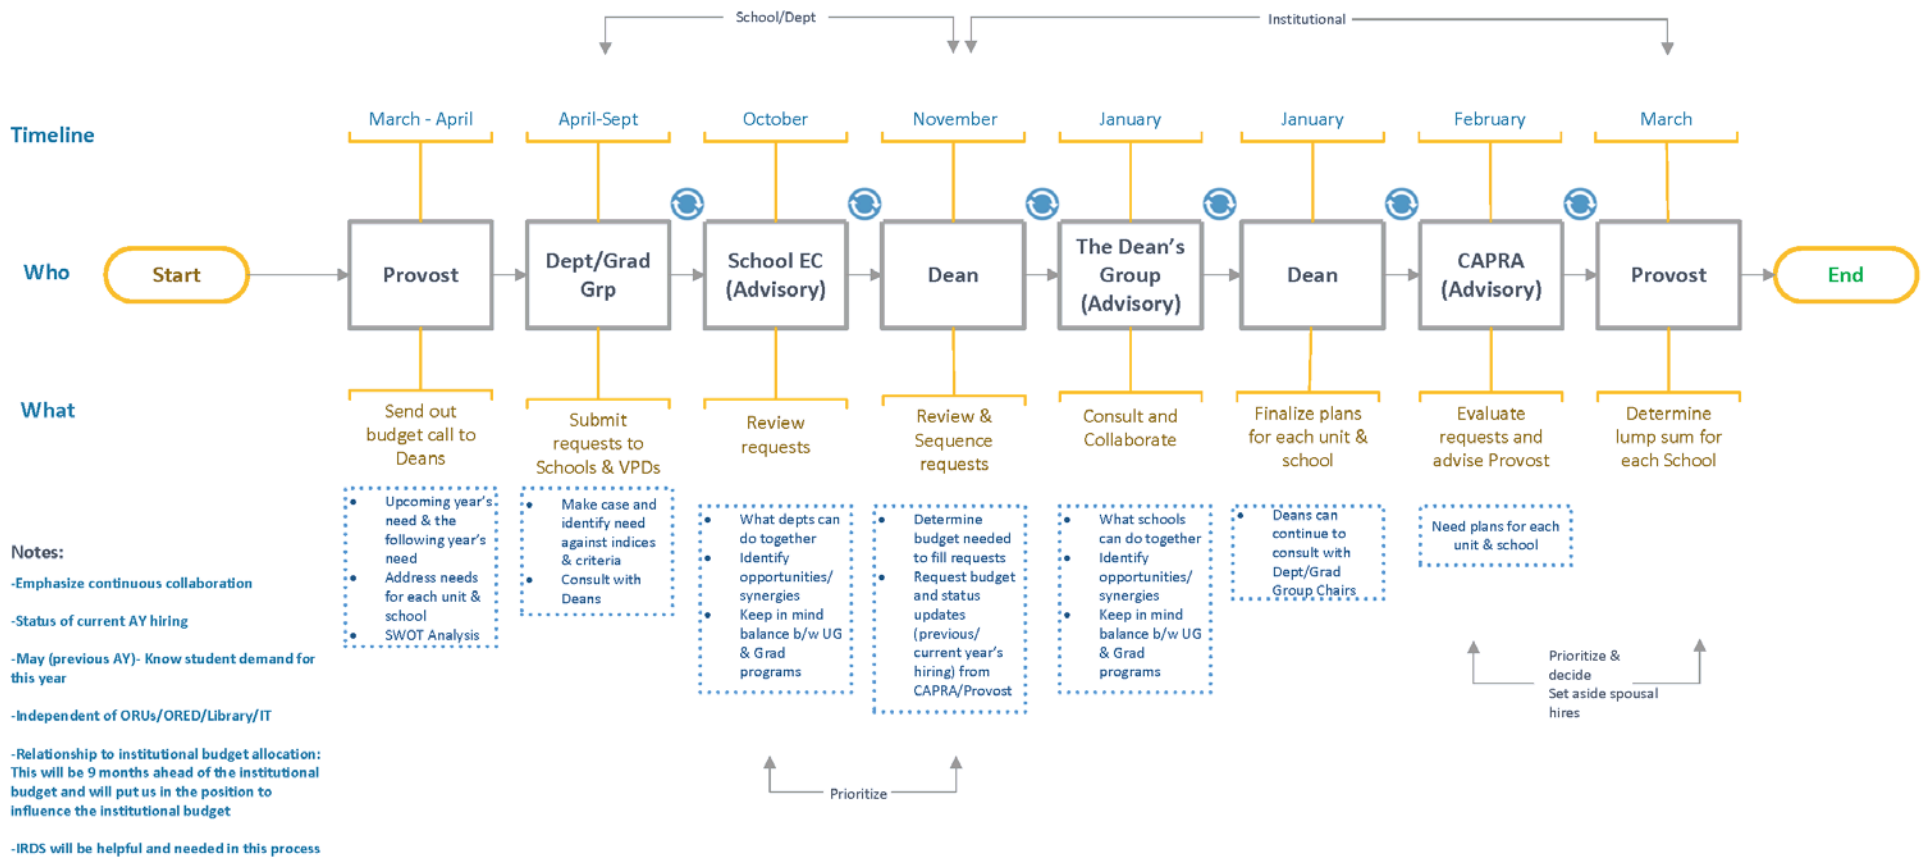 School/Dept
Institutional
Timeline
March - April
April-Sept
October
November
January
January
February
March
Who
Start
Provost
Dept/Grad
Grp
School EC
(Advisory)
Dean
The Dean's
Group
(Advisory)
Dean
CAPRA
(Advisory)
Provost
End
What
Send out
budget call to
Deans
Submit
requests to
Schools & VPDs
Review
requests
Review &
Sequence
requests
Consult and
Collaborate
Finalize plans
for each unit &
school
Evaluate
requests and
advise Provost
Determine
lump sum for
each School
• Upcoming year's
need & the
following year's
need
• Address needs
for each unit &
school
• SWOT Analysis
• Make case and
identify need
against indices
& criteria
• Consult with
Deans
• What depts can
do together
• Identify
opportunities/
synergies
• Keep in mind
balance b/w UG
& Grad
programs
• Determine
budget needed
to fill requests
• Request budget
and status
updates
(previous/
current year's
hiring) from
CAPRA/Provost
• What schools
can do together
• Identify
opportunities/
synergies
• Keep in mind
balance b/w UG
& Grad
programs
• Deans can
continue to
consult with
Dept/Grad
Group Chairs
Need plans for each
unit & school
Prioritize &
decide
Set aside spousal
hires
Prioritize
Notes:
-Emphasize continuous collaboration
-Status of current AY hiring
-May (previous AY)- Know student demand for
this year
-Independent of ORUs/ORED/Library/IT
-Relationship to institutional budget allocation:
This will be 9 months ahead of the institutional
budget and will put us in the position to
influence the institutional budget
-IRDS will be helpful and needed in this process